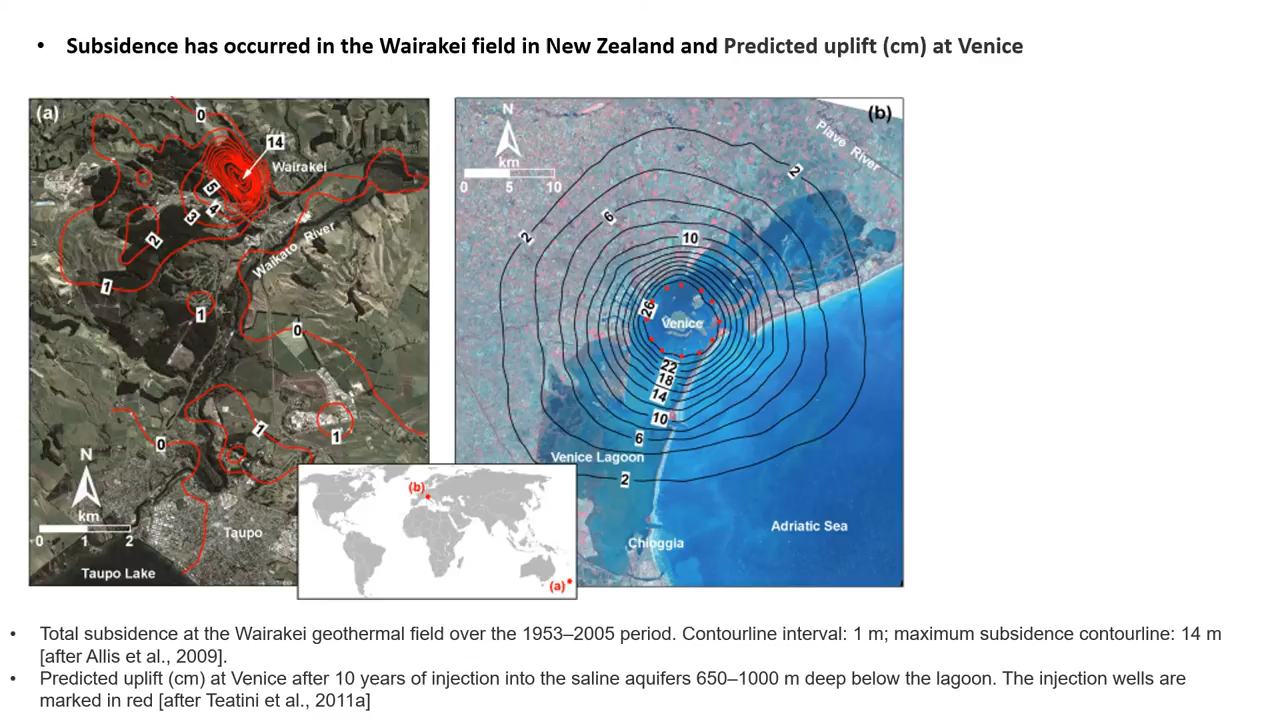 • Subsidence has occurred in the Wairakei field in New Zealand and Predicted uplift (cm) at Venice
(a)
0
14
Wairakei
5
4
3
2
1
Waikato River
1
0
1
1
0
N
km
0 1 2
Taupo
Taupo Lake
(b)
N
km
0 5 10
Piave River
2
6
2
10
26
Venice
22
18
14
10
6
Venice Lagoon
2
Adriatic Sea
Chioggia
(b)
(a)
• Total subsidence at the Wairakei geothermal field over the 1953–2005 period. Contourline interval: 1 m; maximum subsidence contourline: 14 m
[after Allis et al., 2009].
• Predicted uplift (cm) at Venice after 10 years of injection into the saline aquifers 650–1000 m deep below the lagoon. The injection wells are
marked in red [after Teatini et al., 2011a]